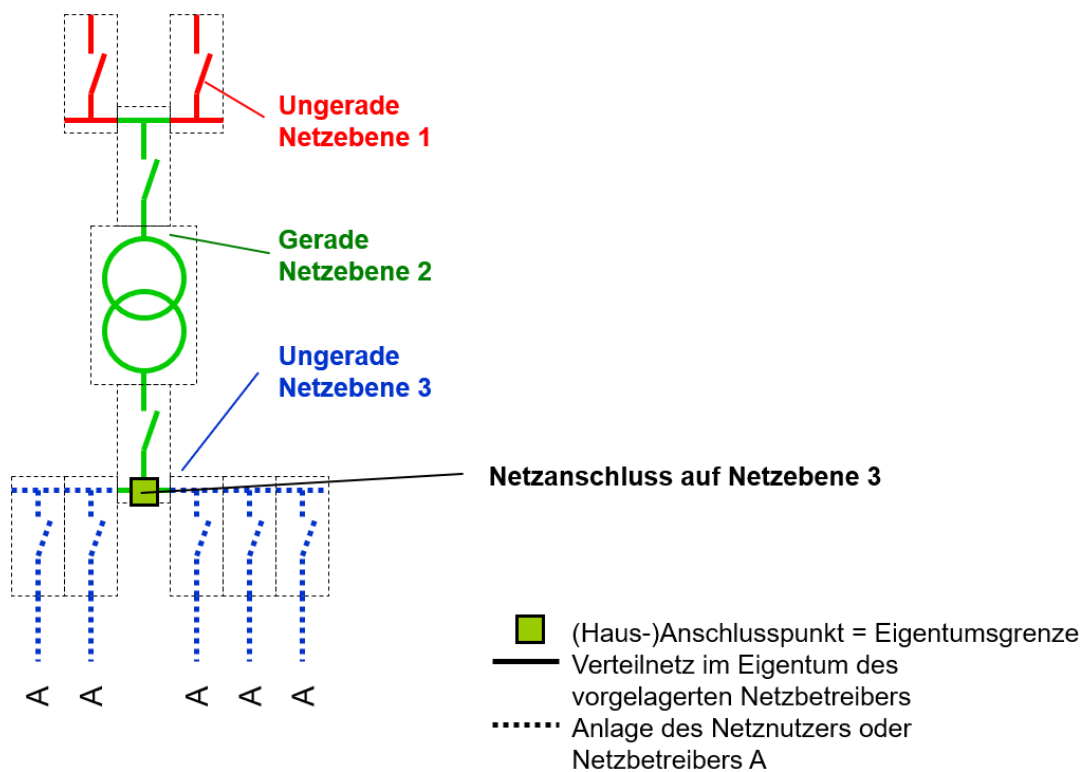 Ungerade
Netzebene 1
Gerade
Netzebene 2
Ungerade
Netzebene 3
Netzanschluss auf Netzebene 3
A
A
A
A
A
(Haus-)Anschlusspunkt = Eigentumsgrenze
Verteilnetz im Eigentum des
vorgelagerten Netzbetreibers
Anlage des Netznutzers oder
Netzbetreibers A